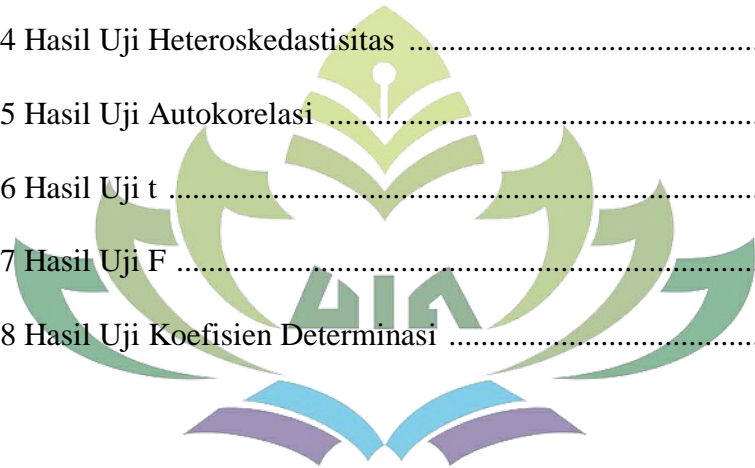 4 Hasil Uji Heteroskedastisitas ..........................................
5 Hasil Uji Autokorelasi .....................................................
6 Hasil Uji t ........................................................................
7 Hasil Uji F .......................................................................
UIN
8 Hasil Uji Koefisien Determinasi .....................................